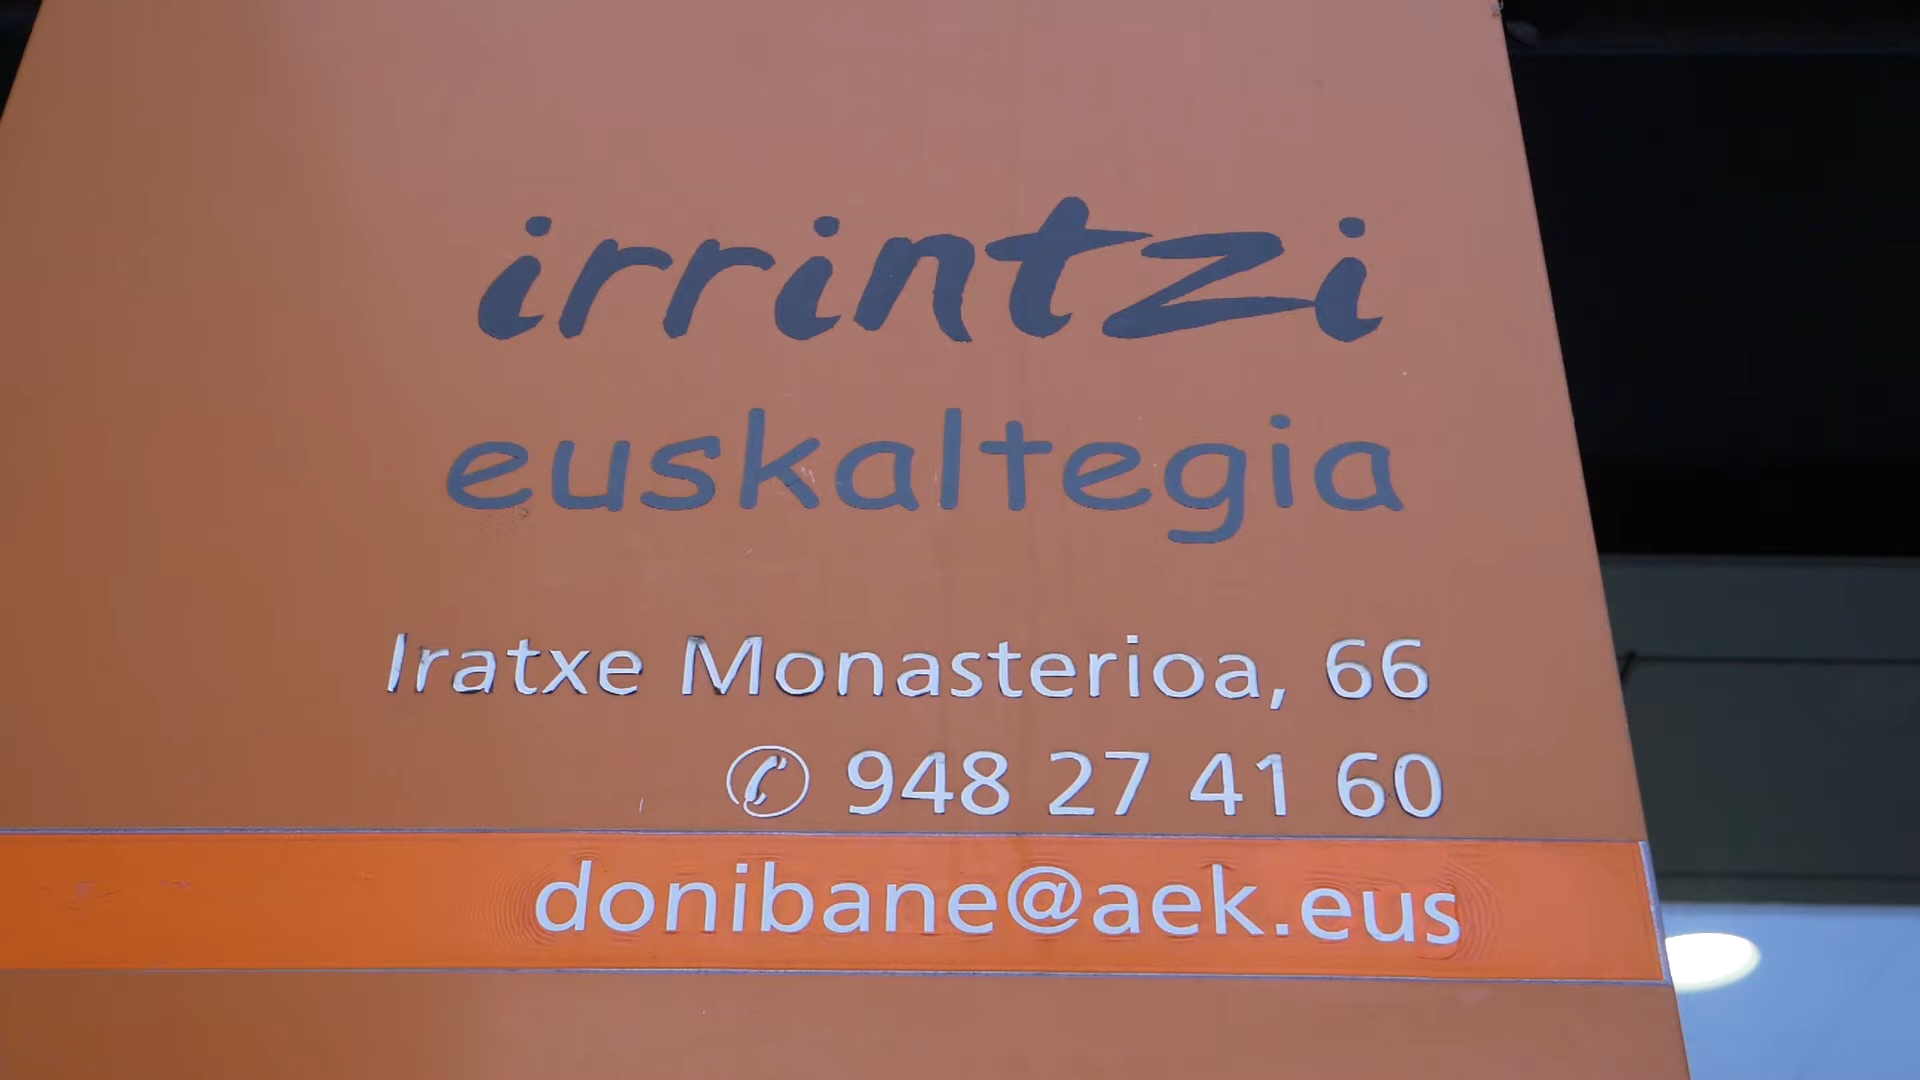 irrintzi
euskaltegia
Iratxe Monasterioa, 66
✆ 948 27 41 60
donibane@aek.eus